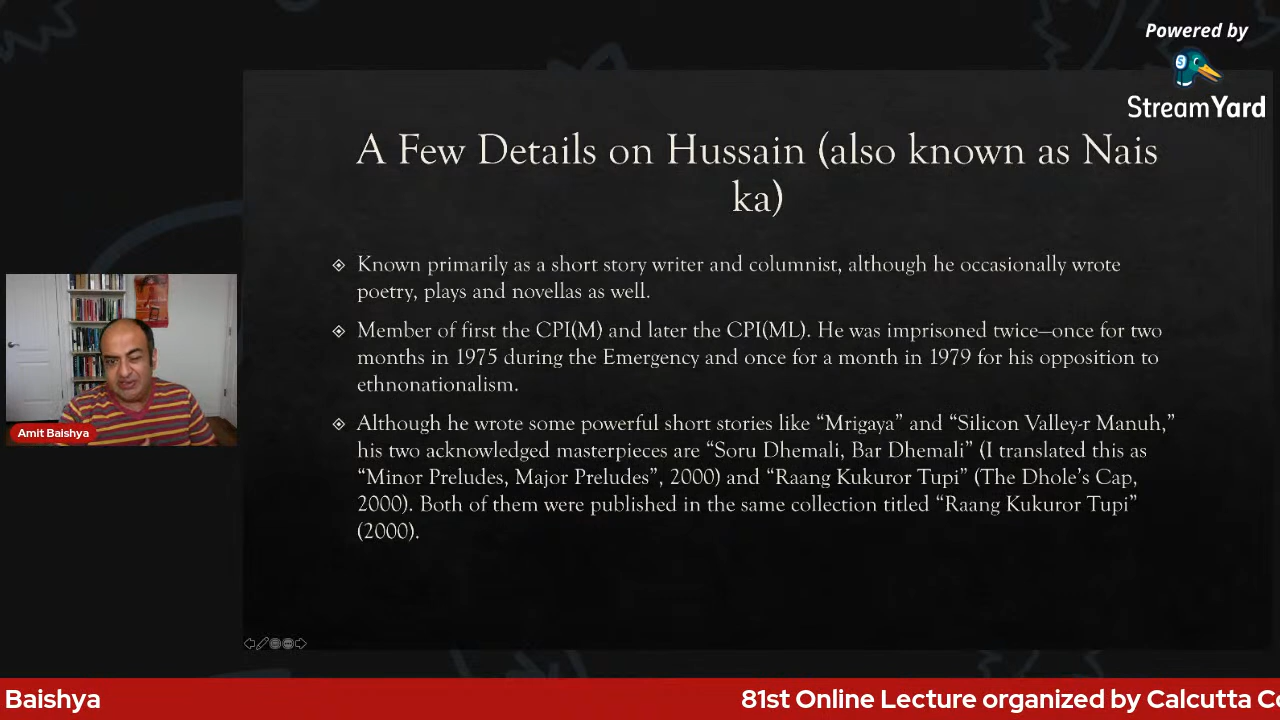 Powered by
StreamYard
A Few Details on Hussain (also known as Nais
ka)
Known primarily as a short story writer and columnist, although he occasionally wrote
poetry, plays and novellas as well.
Member of first the CPI(M) and later the CPI(ML). He was imprisoned twice—once for two
months in 1975 during the Emergency and once for a month in 1979 for his opposition to
ethnonationalism.
Although he wrote some powerful short stories like “Mrigaya” and “Silicon Valley-r Manuh,”
his two acknowledged masterpieces are “Soru Dhemali, Bar Dhemali” (I translated this as
“Minor Preludes, Major Preludes”, 2000) and “Raang Kukuror Tupi” (The Dhole’s Cap,
2000). Both of them were published in the same collection titled “Raang Kukuror Tupi”
(2000).
Amit Baishya
Baishya 81st Online Lecture organized by Calcutta